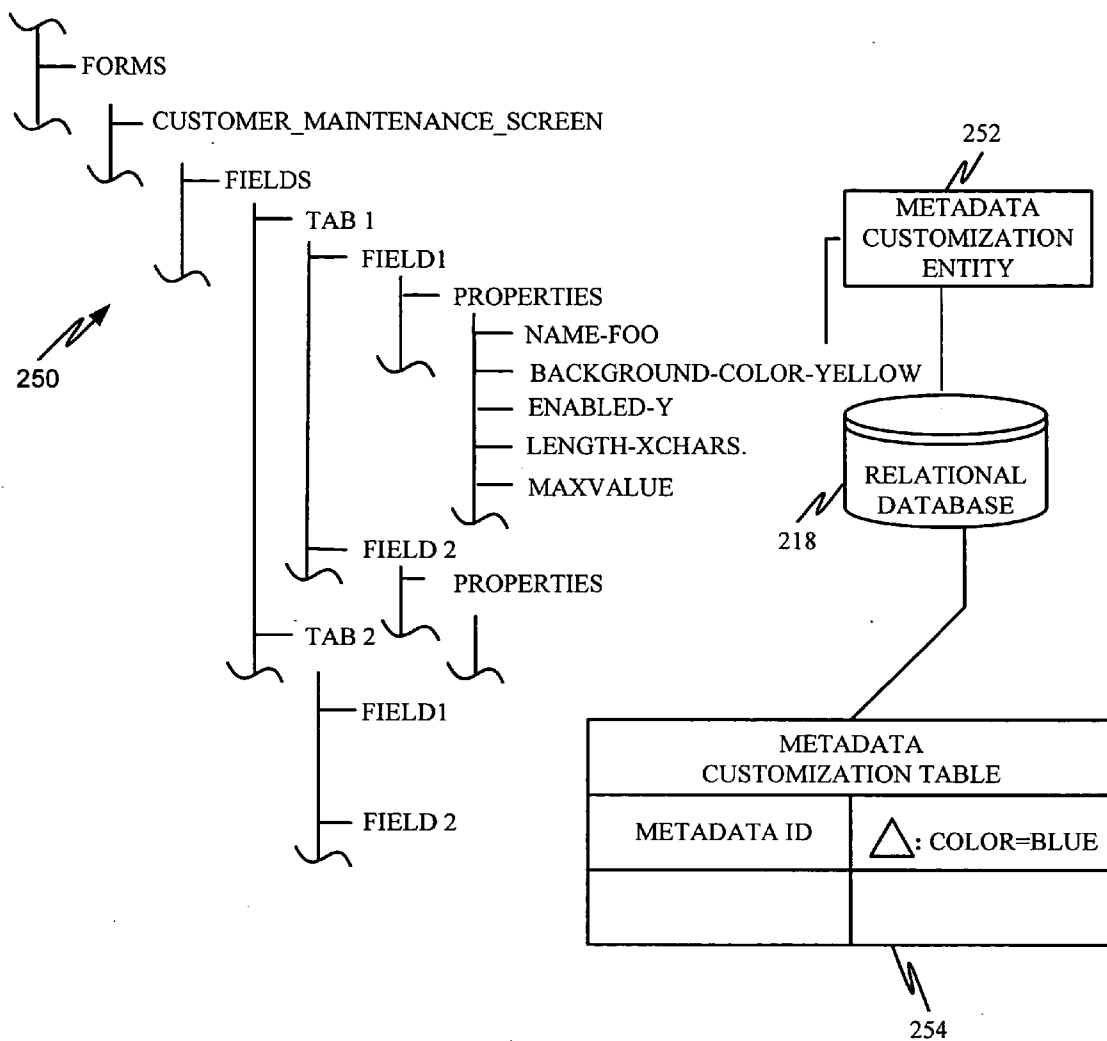 FORMS
CUSTOMER_MAINTENANCE_SCREEN
FIELDS
TAB 1
FIELD1
PROPERTIES
NAME-FOO
BACKGROUND-COLOR-YELLOW
ENABLED-Y
LENGTH-XCHARS.
MAXVALUE
FIELD 2
PROPERTIES
TAB 2
FIELD1
FIELD 2
250
252
METADATA
CUSTOMIZATION
ENTITY
RELATIONAL
DATABASE
218
METADATA
CUSTOMIZATION TABLE
METADATA ID
△: COLOR=BLUE
254